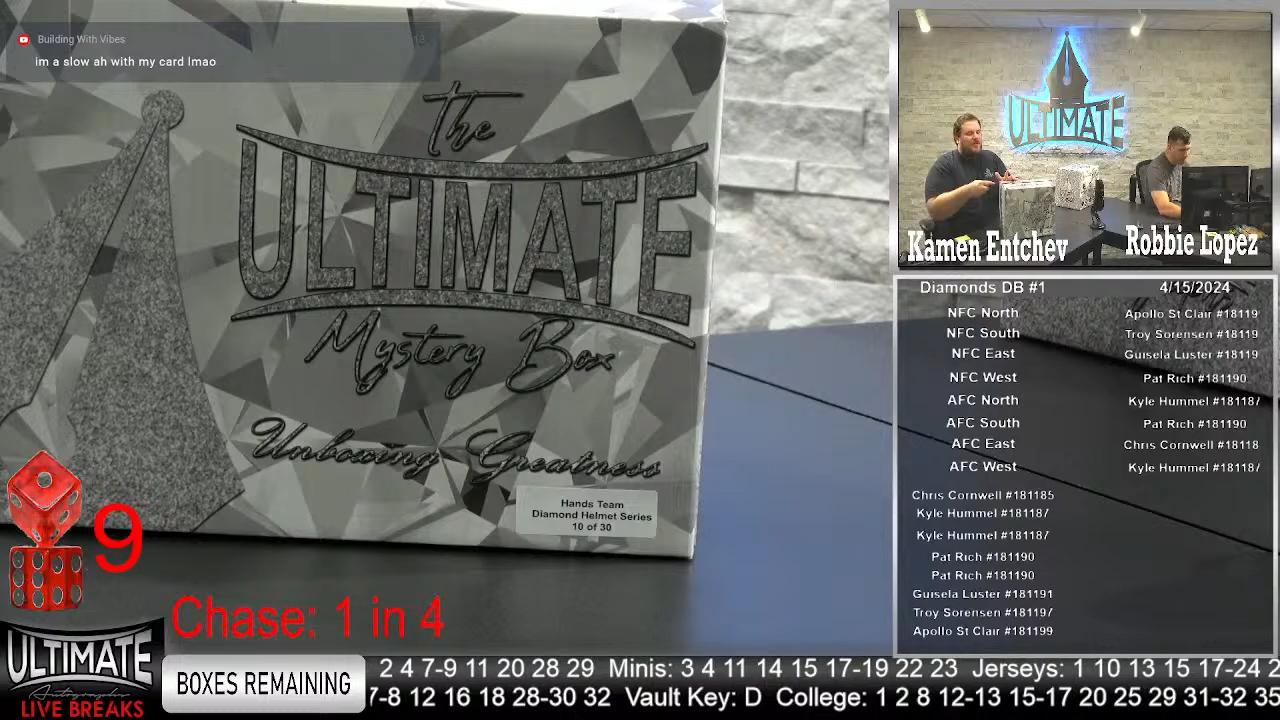 Building With Vibes
im a slow ah with my card lmao
the
ULTIMATE
Mystery Box
Unboxing Greatness
Hands Team
Diamond Helmet Series
10 of 30
ULTIMATE
Kamen Entchev
Robbie Lopez
Diamonds DB #1 4/15/2024
NFC North Apollo St Clair #18119
NFC South Troy Sorensen #18119
NFC East Guisela Luster #18119
NFC West Pat Rich #181190
AFC North Kyle Hummel #181187
AFC South Pat Rich #181190
AFC East Chris Cornwell #18118
AFC West Kyle Hummel #181187
Chris Cornwell #181185
Kyle Hummel #181187
Kyle Hummel #181187
Pat Rich #181190
Pat Rich #181190
Guisela Luster #181191
Troy Sorensen #181197
Apollo St Clair #181199
9
Chase: 1 in 4
ULTIMATE
Autographs
LIVE BREAKS
BOXES REMAINING
2 4 7-9 11 20 28 29 Minis: 3 4 11 14 15 17-19 22 23 Jerseys: 1 10 13 15 17-24 2
7-8 12 16 18 28-30 32 Vault Key: D College: 1 2 8 12-13 15-17 20 25 29 31-32 35